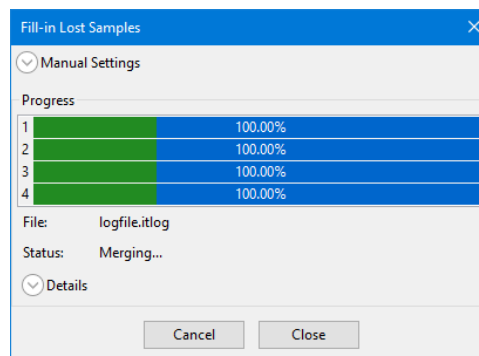 Fill-in Lost Samples
Manual Settings
Progress
1 100.00%
2 100.00%
3 100.00%
4 100.00%
File: logfile.itlog
Status: Merging...
Details
Cancel Close